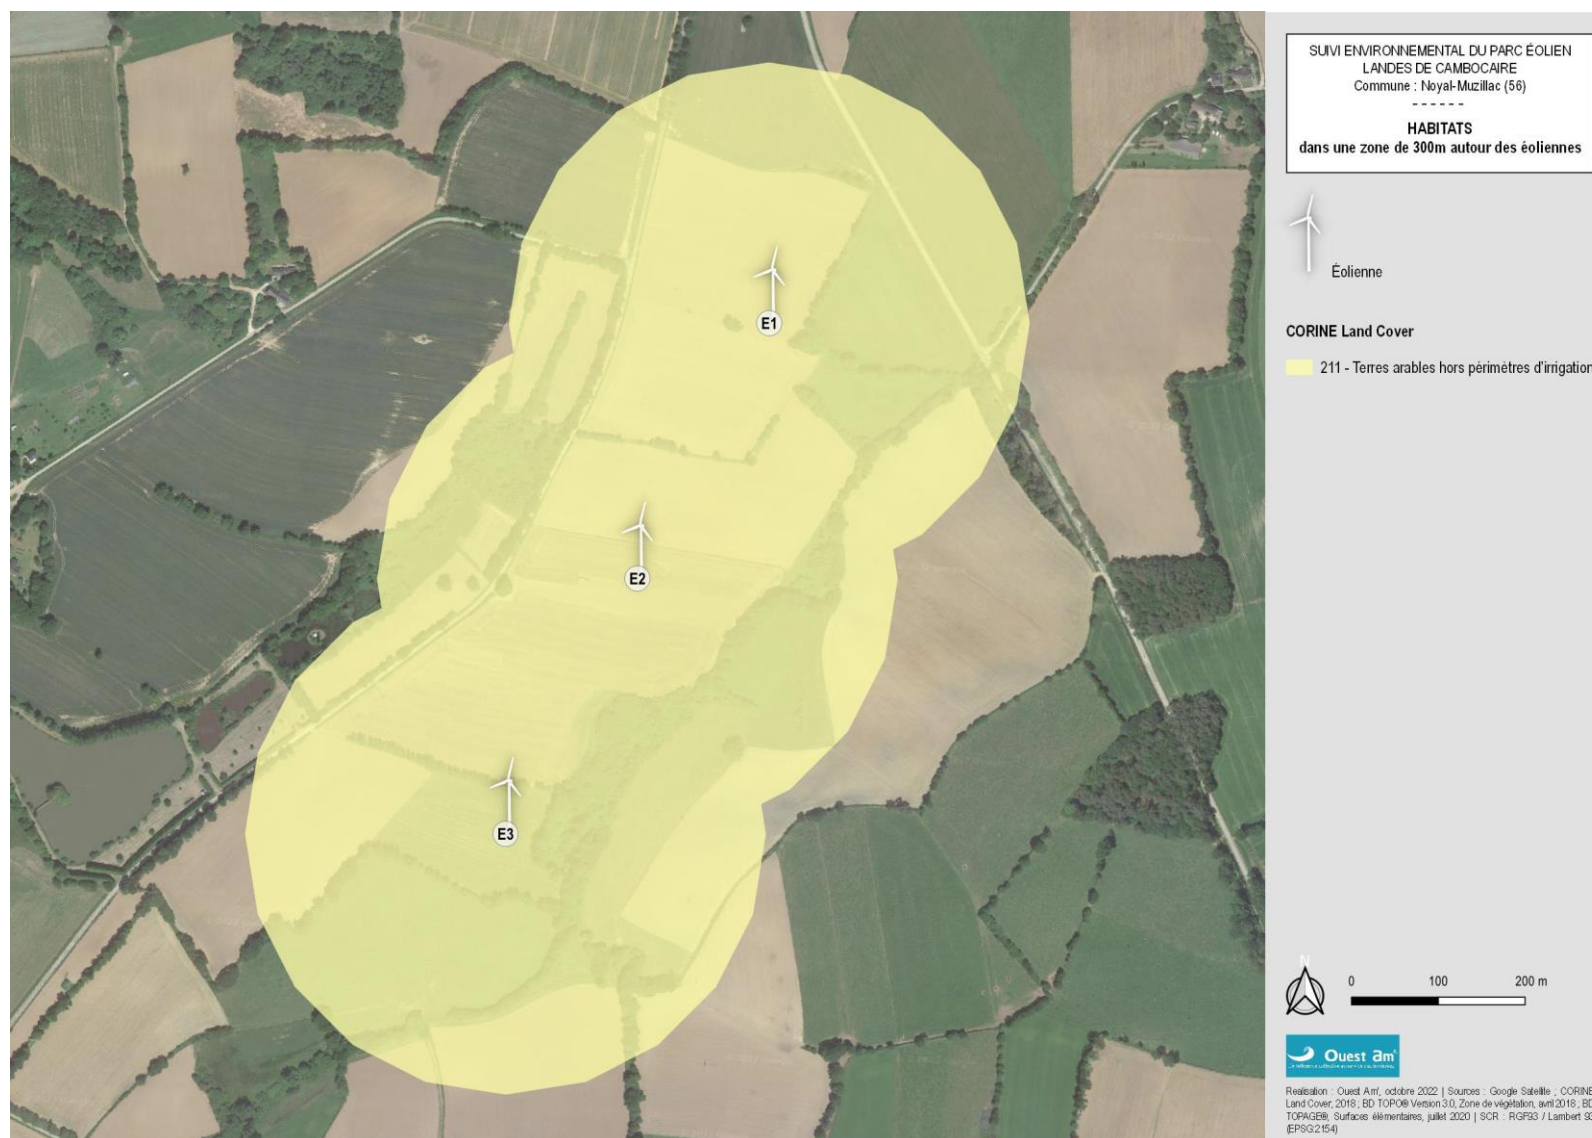 SUIVI ENVIRONNEMENTAL DU PARC ÉOLIEN
LANDES DE CAMBOCAIRE
Commune : Noyal-Muzillac (56)
- - - - - -
HABITATS
dans une zone de 300m autour des éoliennes
Éolienne
CORINE Land Cover
211 - Terres arables hors périmètres d'irrigation
E1
E2
E3
N
0 100 200 m
Ouest am'
Réalisation : Ouest Am', octobre 2022 | Sources : Google Satellite ; CORINE
Land Cover, 2018 ; BD TOPO® Version 3.0, Zone de végétation, avril 2018 ; BD
TOPAGE®, Surfaces élémentaires, juillet 2020 | SCR : RGF93 / Lambert 93
(EPSG:2154)